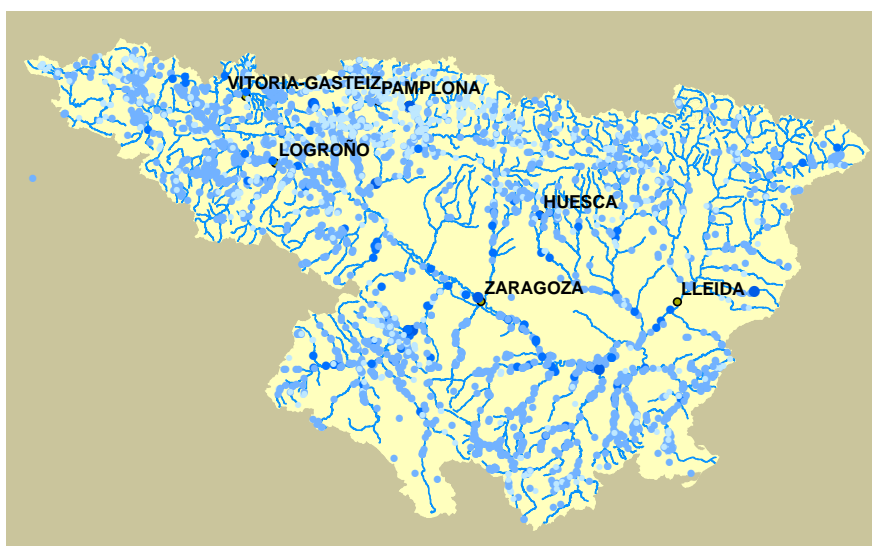 VITORIA-GASTEIZ
PAMPLONA
LOGROÑO
HUESCA
ZARAGOZA
LLEIDA